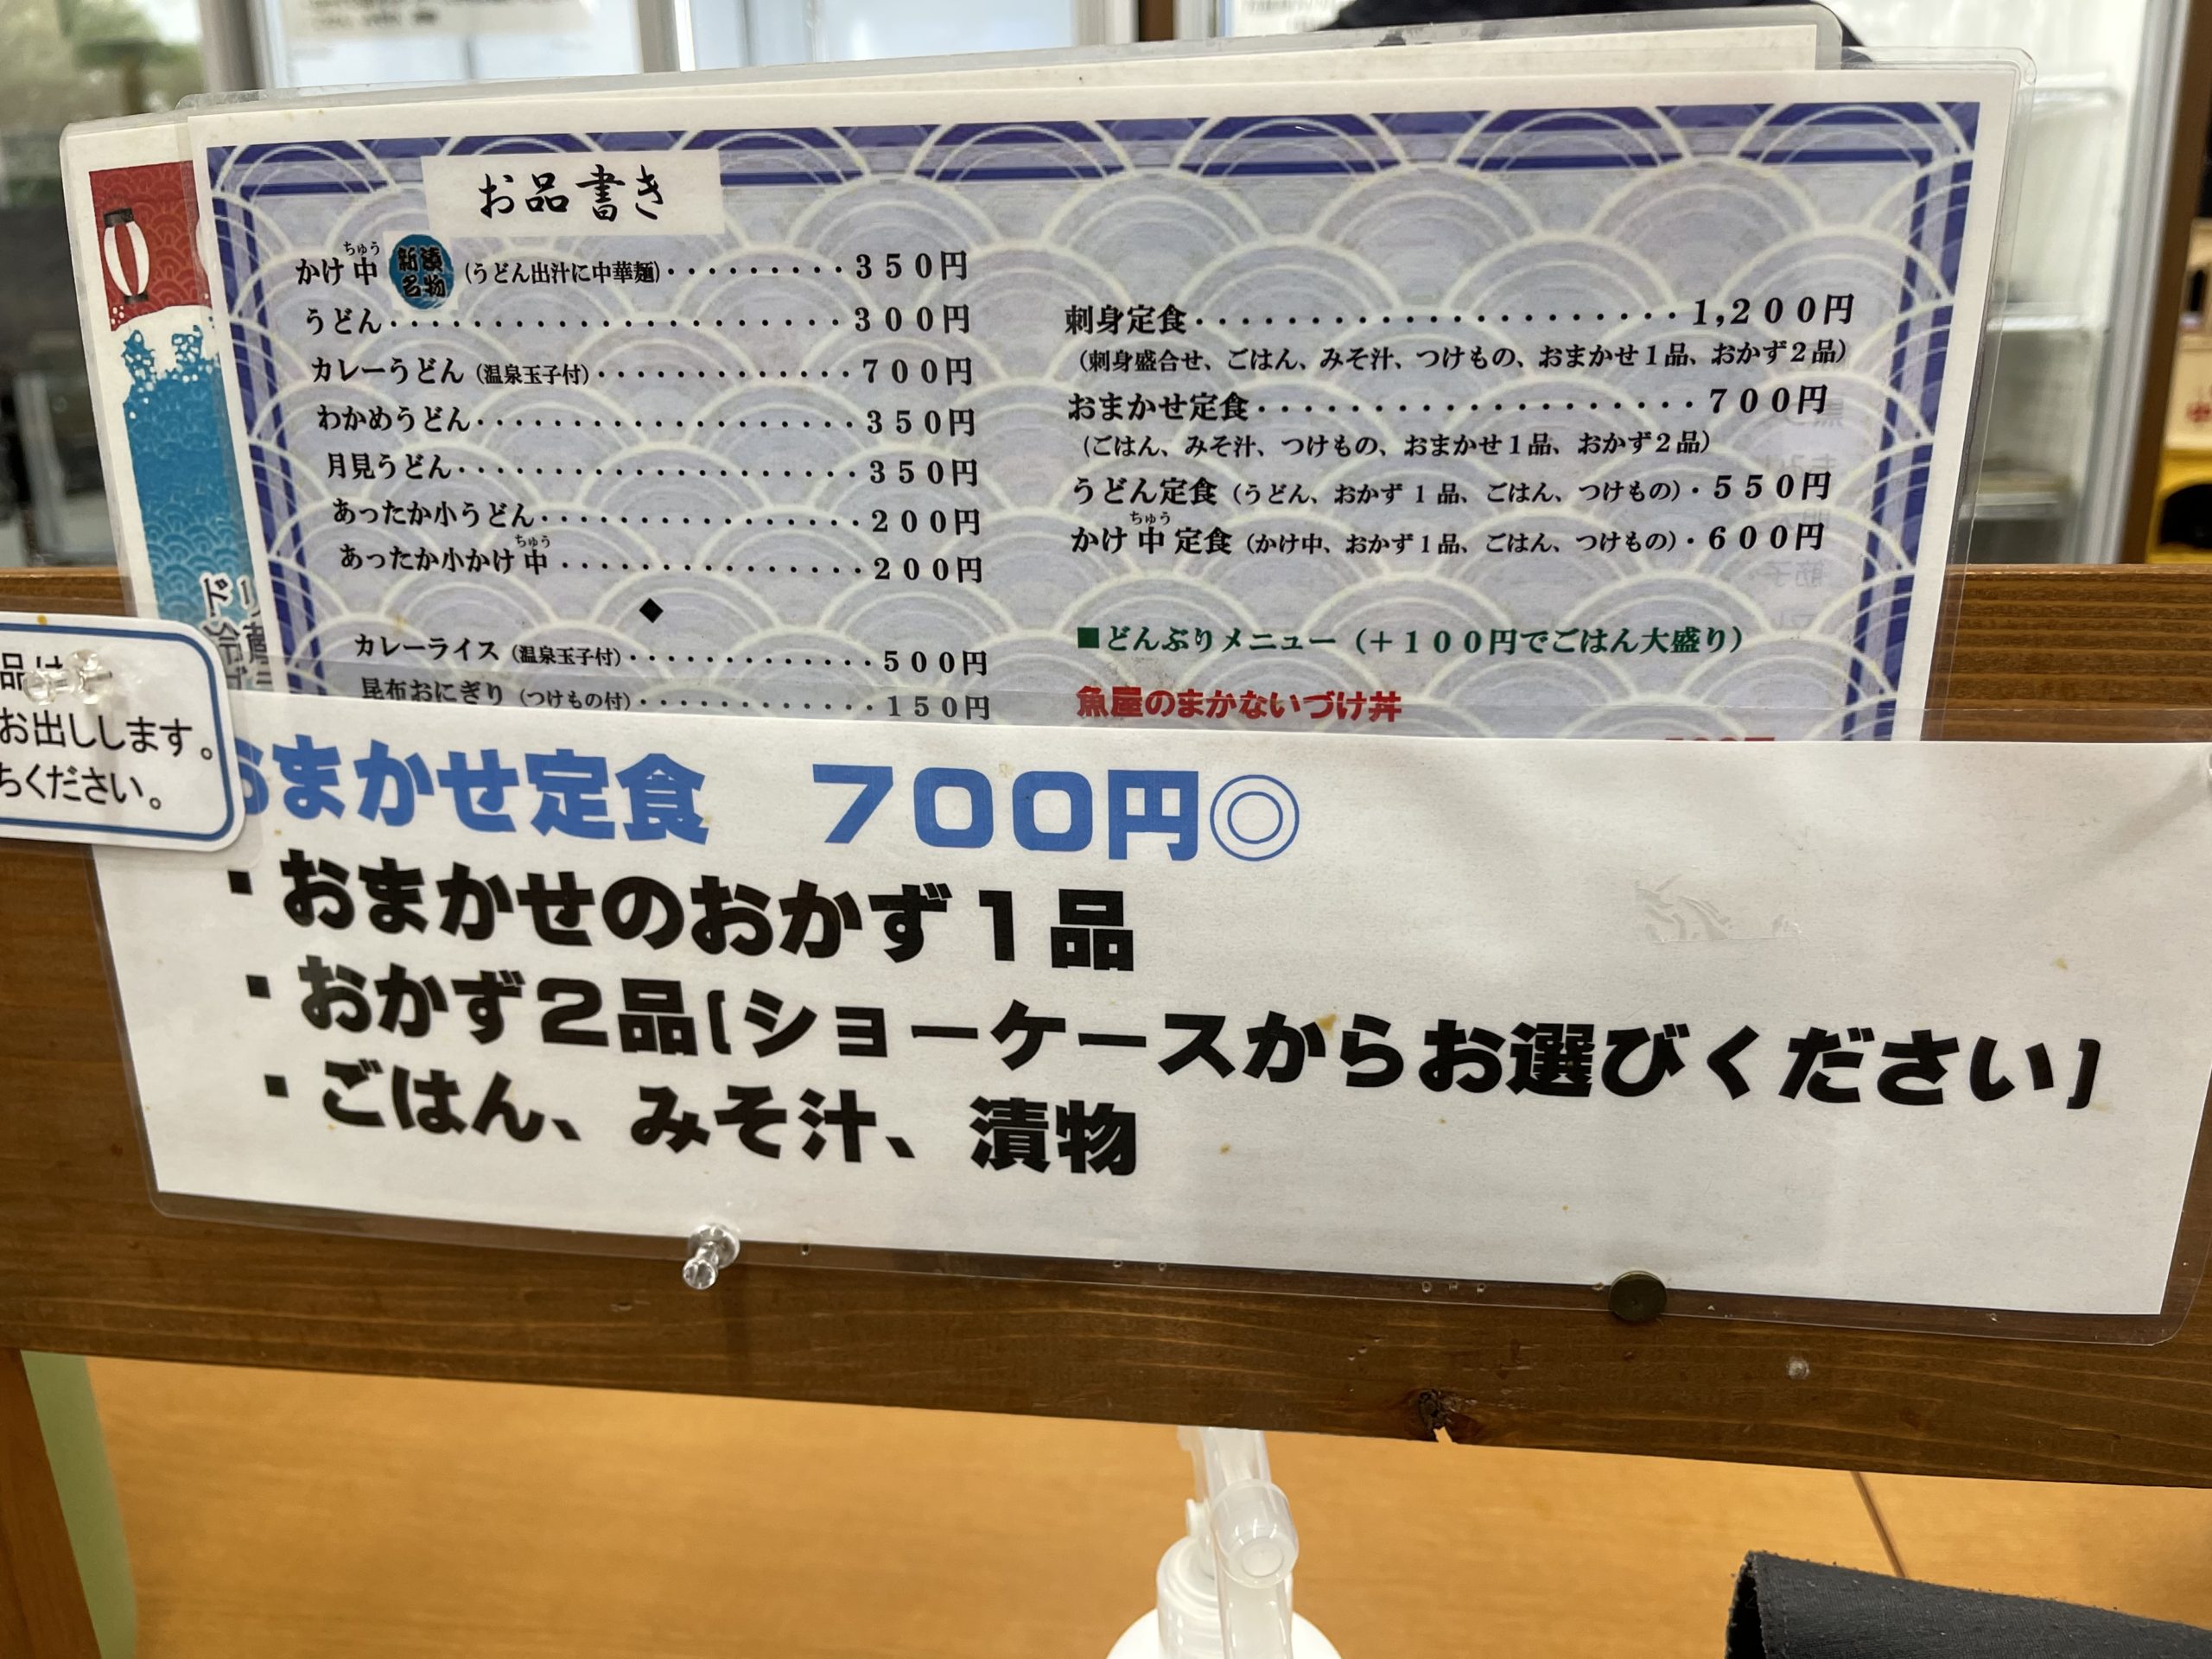 お品書き
かけ中 新湊名物 (うどん出汁に中華麺)・・・・・・・・・350円
うどん・・・・・・・・・・・・・・・・・・・・・・300円
カレーうどん(温泉玉子付)・・・・・・・・・・・・・700円
わかめうどん・・・・・・・・・・・・・・・・・・・350円
月見うどん・・・・・・・・・・・・・・・・・・・・350円
あったか小うどん・・・・・・・・・・・・・・・・200円
あったか小かけ中・・・・・・・・・・・・・・・200円
◆
カレーライス(温泉玉子付)・・・・・・・・・・・・・500円
昆布おにぎり(つけもの付)・・・・・・・・・・・・150円
刺身定食・・・・・・・・・・・・・・・・・・・・・1,200円
(刺身盛合せ、ごはん、みそ汁、つけもの、おまかせ1品、おかず2品)
おまかせ定食・・・・・・・・・・・・・・・・・・・700円
(ごはん、みそ汁、つけもの、おまかせ1品、おかず2品)
うどん定食(うどん、おかず1品、ごはん、つけもの)・550円
かけ中定食(かけ中、おかず1品、ごはん、つけもの)・600円
■どんぶりメニュー(+100円でごはん大盛り)
魚屋のまかないづけ丼
品は
お出しします。
ちください。
おまかせ定食 700円◎
・おまかせのおかず1品
・おかず2品[ショーケースからお選びください]
・ごはん、みそ汁、漬物